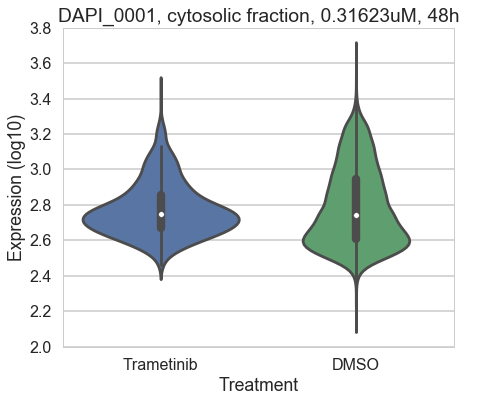 DAPI_0001, cytosolic fraction, 0.31623uM, 48h
3.8
3.6
3.4
3.2
3.0
2.8
2.6
2.4
2.2
2.0
Expression (log10)
Trametinib DMSO
Treatment